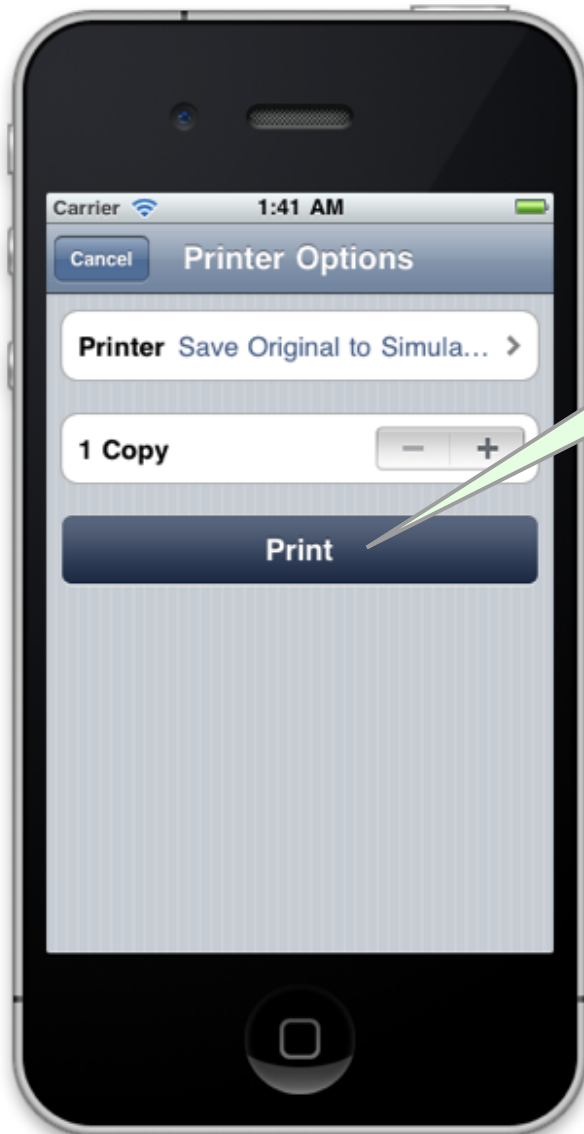 Carrier 1:41 AM
Cancel Printer Options
Printer Save Original to Simula... >
1 Copy − +
Print